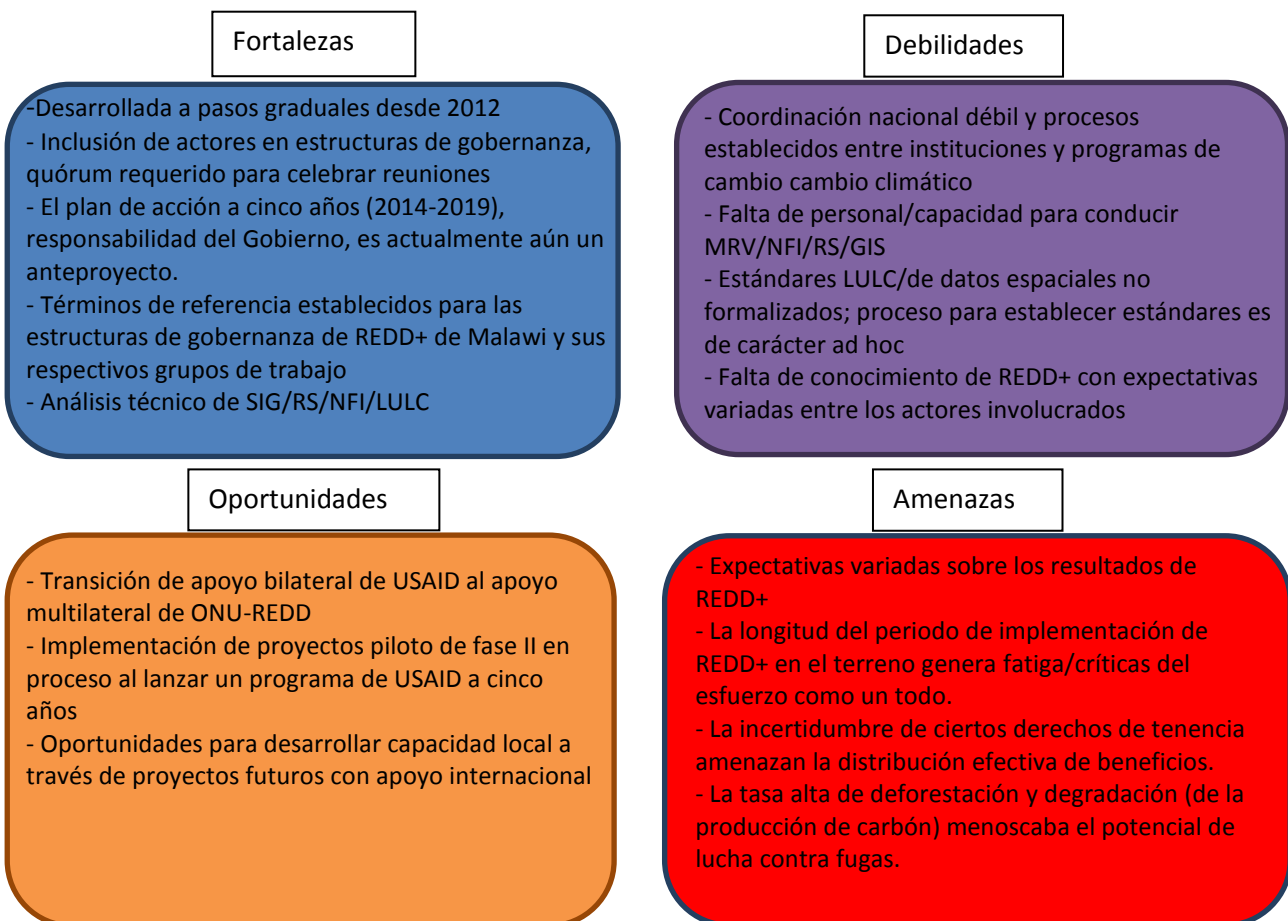 Fortalezas
-Desarrollada a pasos graduales desde 2012
- Inclusión de actores en estructuras de gobernanza,
quórum requerido para celebrar reuniones
- El plan de acción a cinco años (2014-2019),
responsabilidad del Gobierno, es actualmente aún un
anteproyecto.
- Términos de referencia establecidos para las
estructuras de gobernanza de REDD+ de Malawi y sus
respectivos grupos de trabajo
- Análisis técnico de SIG/RS/NFI/LULC
Debilidades
- Coordinación nacional débil y procesos
establecidos entre instituciones y programas de
cambio cambio climático
- Falta de personal/capacidad para conducir
MRV/NFI/RS/GIS
- Estándares LULC/de datos espaciales no
formalizados; proceso para establecer estándares es
de carácter ad hoc
- Falta de conocimiento de REDD+ con expectativas
variadas entre los actores involucrados
Oportunidades
- Transición de apoyo bilateral de USAID al apoyo
multilateral de ONU-REDD
- Implementación de proyectos piloto de fase II en
proceso al lanzar un programa de USAID a cinco
años
- Oportunidades para desarrollar capacidad local a
través de proyectos futuros con apoyo internacional
Amenazas
- Expectativas variadas sobre los resultados de
REDD+
- La longitud del periodo de implementación de
REDD+ en el terreno genera fatiga/críticas del
esfuerzo como un todo.
- La incertidumbre de ciertos derechos de tenencia
amenazan la distribución efectiva de beneficios.
- La tasa alta de deforestación y degradación (de la
producción de carbón) menoscaba el potencial de
lucha contra fugas.